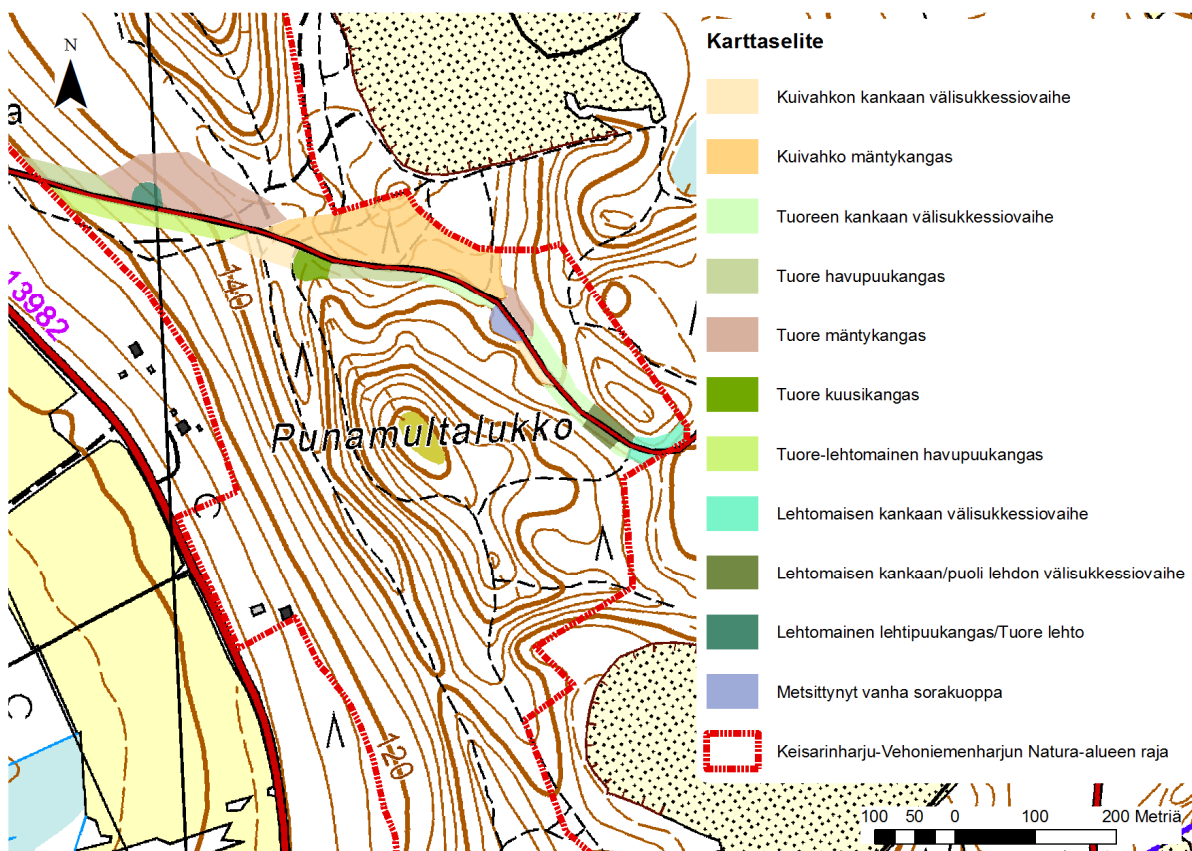 N
a
13982
140
Punamultalukko
120
Karttaselite
Kuivahkon kankaan välisukkessiovaihe
Kuivahko mäntykangas
Tuoreen kankaan välisukkessiovaihe
Tuore havupuukangas
Tuore mäntykangas
Tuore kuusikangas
Tuore-lehtomainen havupuukangas
Lehtomaisen kankaan välisukkessiovaihe
Lehtomaisen kankaan/puoli lehdon välisukkessiovaihe
Lehtomainen lehtipuukangas/Tuore lehto
Metsittynyt vanha sorakuoppa
Keisarinharju-Vehoniemenharjun Natura-alueen raja
100 50 0 100 200 Metriä